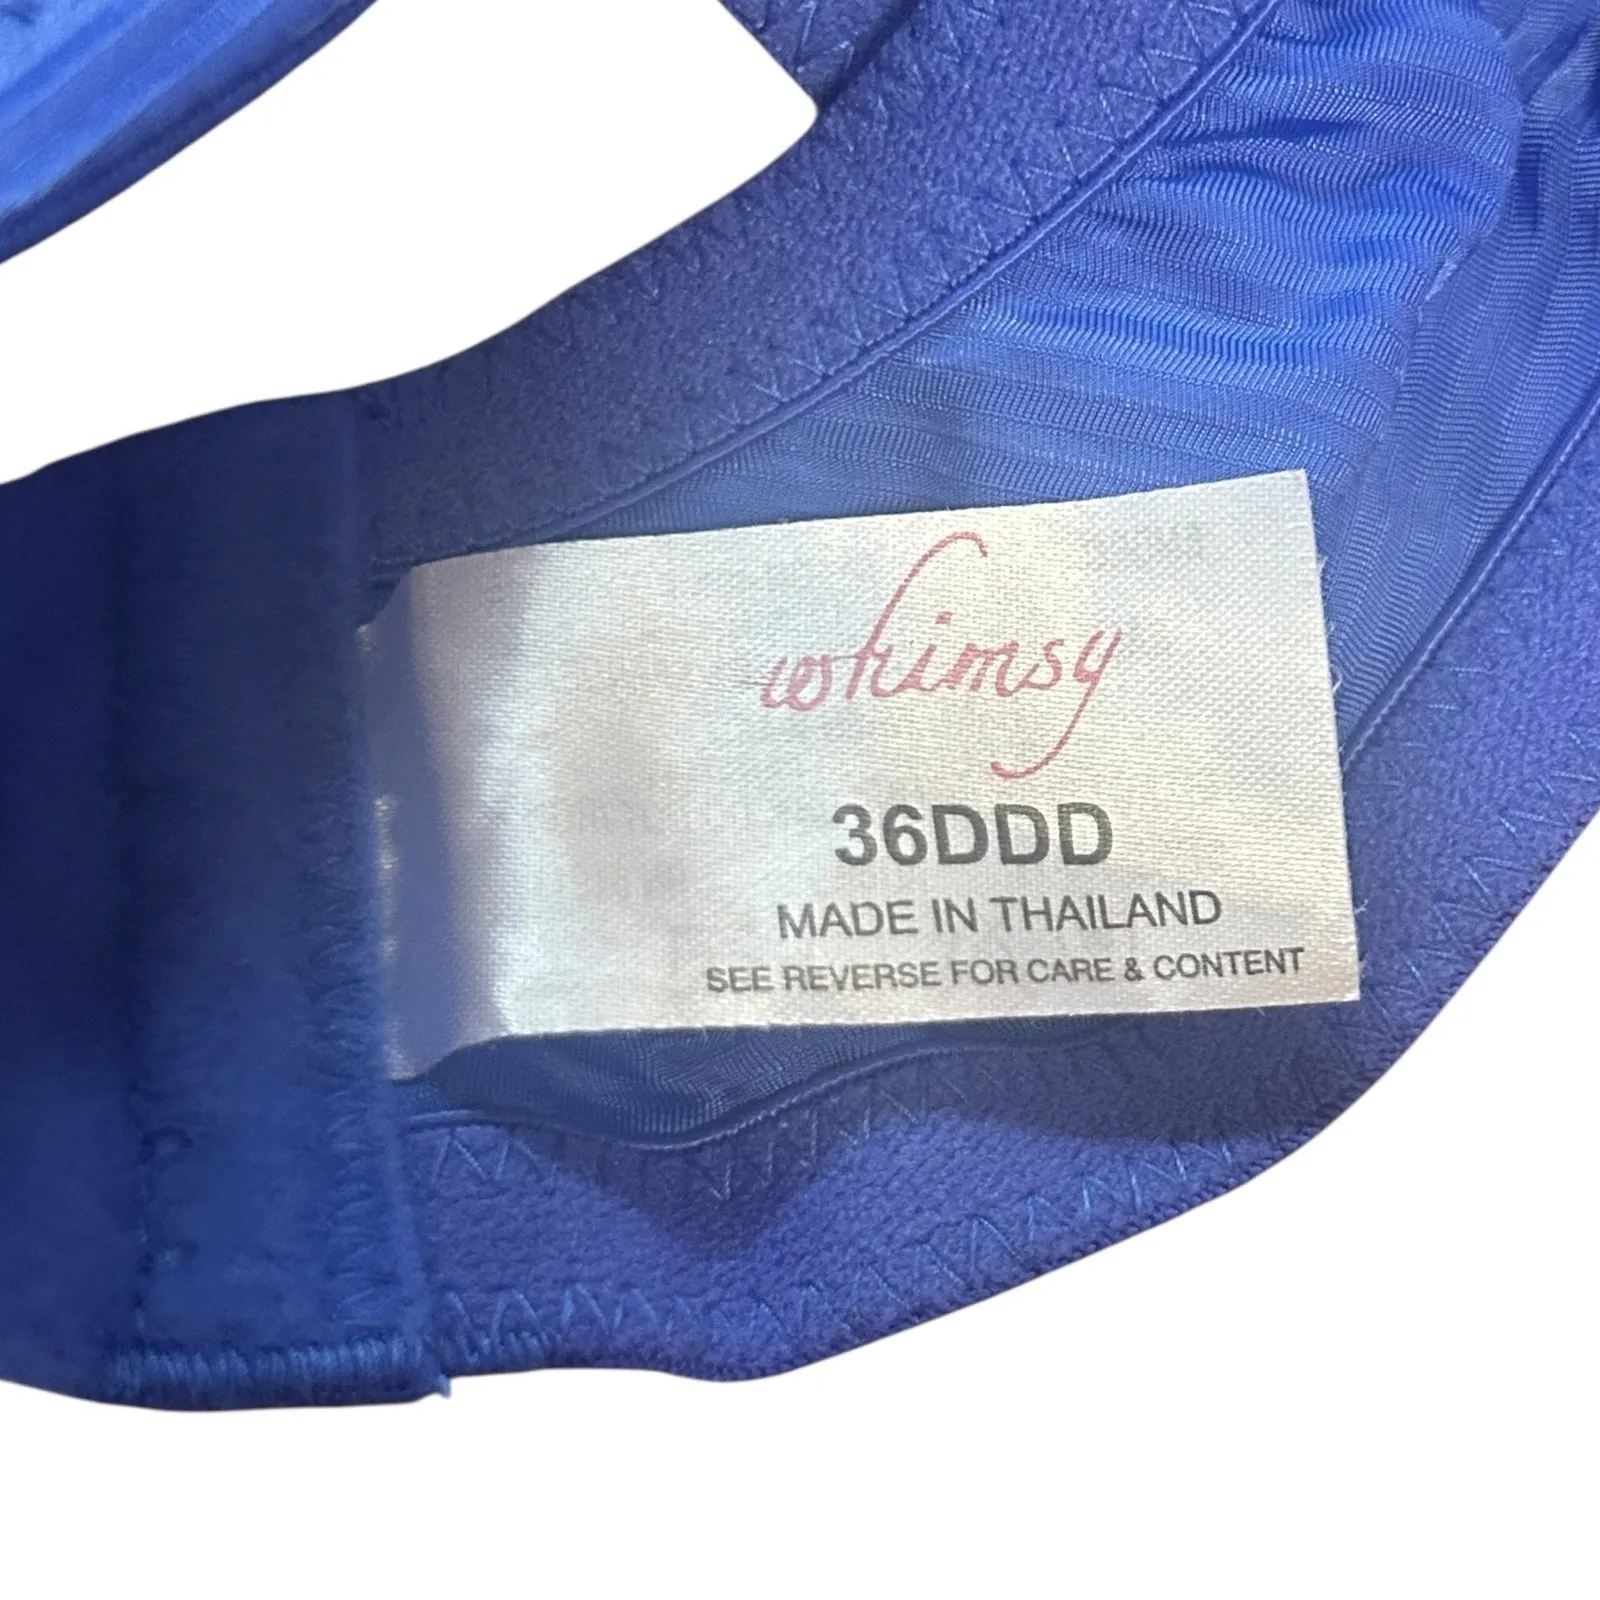 whimsy
36DDD
MADE IN THAILAND
SEE REVERSE FOR CARE & CONTENT